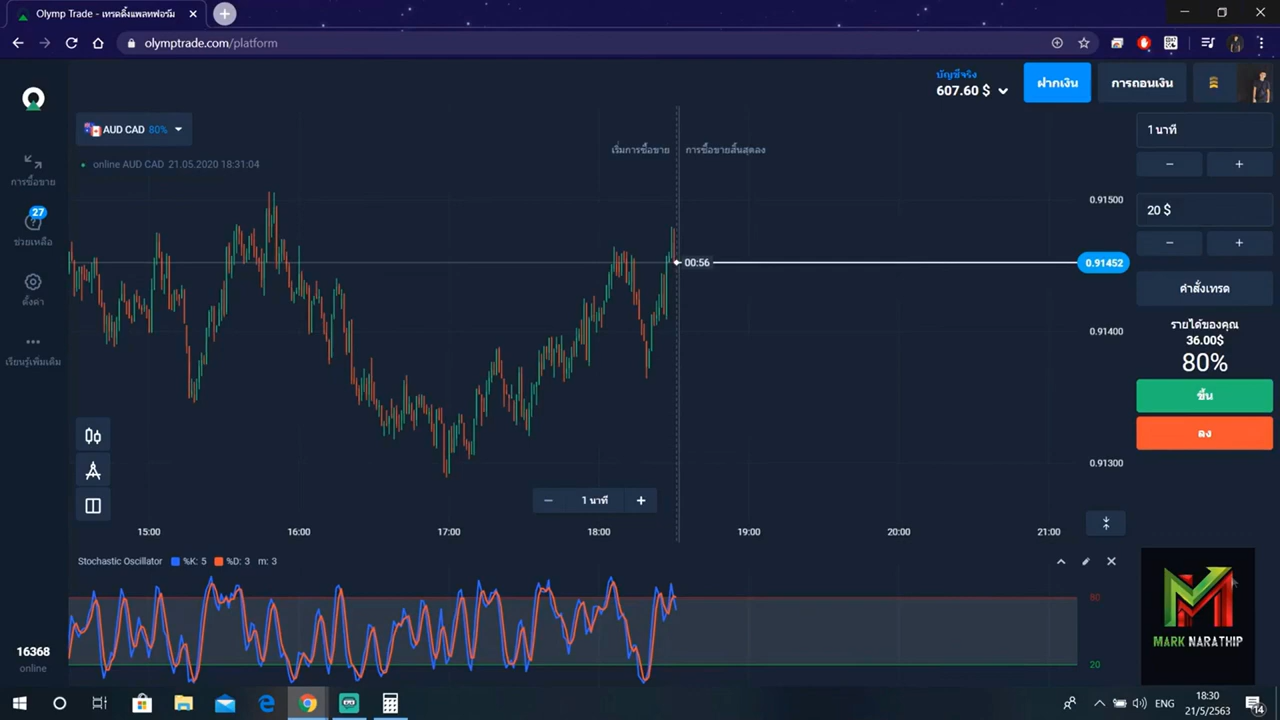 Olymp Trade - เทรดดิ้งแพลทฟอร์ม
olymptrade.com/platform
บัญชีจริง
607.60 $
ฝากเงิน
การถอนเงิน
AUD CAD 80%
online AUD CAD 21.05.2020 18:31:04
เริ่มการซื้อขาย
การซื้อขายสิ้นสุดลง
การซื้อขาย
27
ช่วยเหลือ
ตั้งค่า
เรียนรู้เพิ่มเติม
1 นาที
20 $
คำสั่งเทรด
รายได้ของคุณ
36.00$
80%
ขึ้น
ลง
0.91500
00:56
0.91452
0.91400
0.91300
1 นาที
15:00 16:00 17:00 18:00 19:00 20:00 21:00
Stochastic Oscillator %K: 5 %D: 3 m: 3
80
20
16368
online
MARK NARATHIP
ENG
18:30
21/5/2563
14